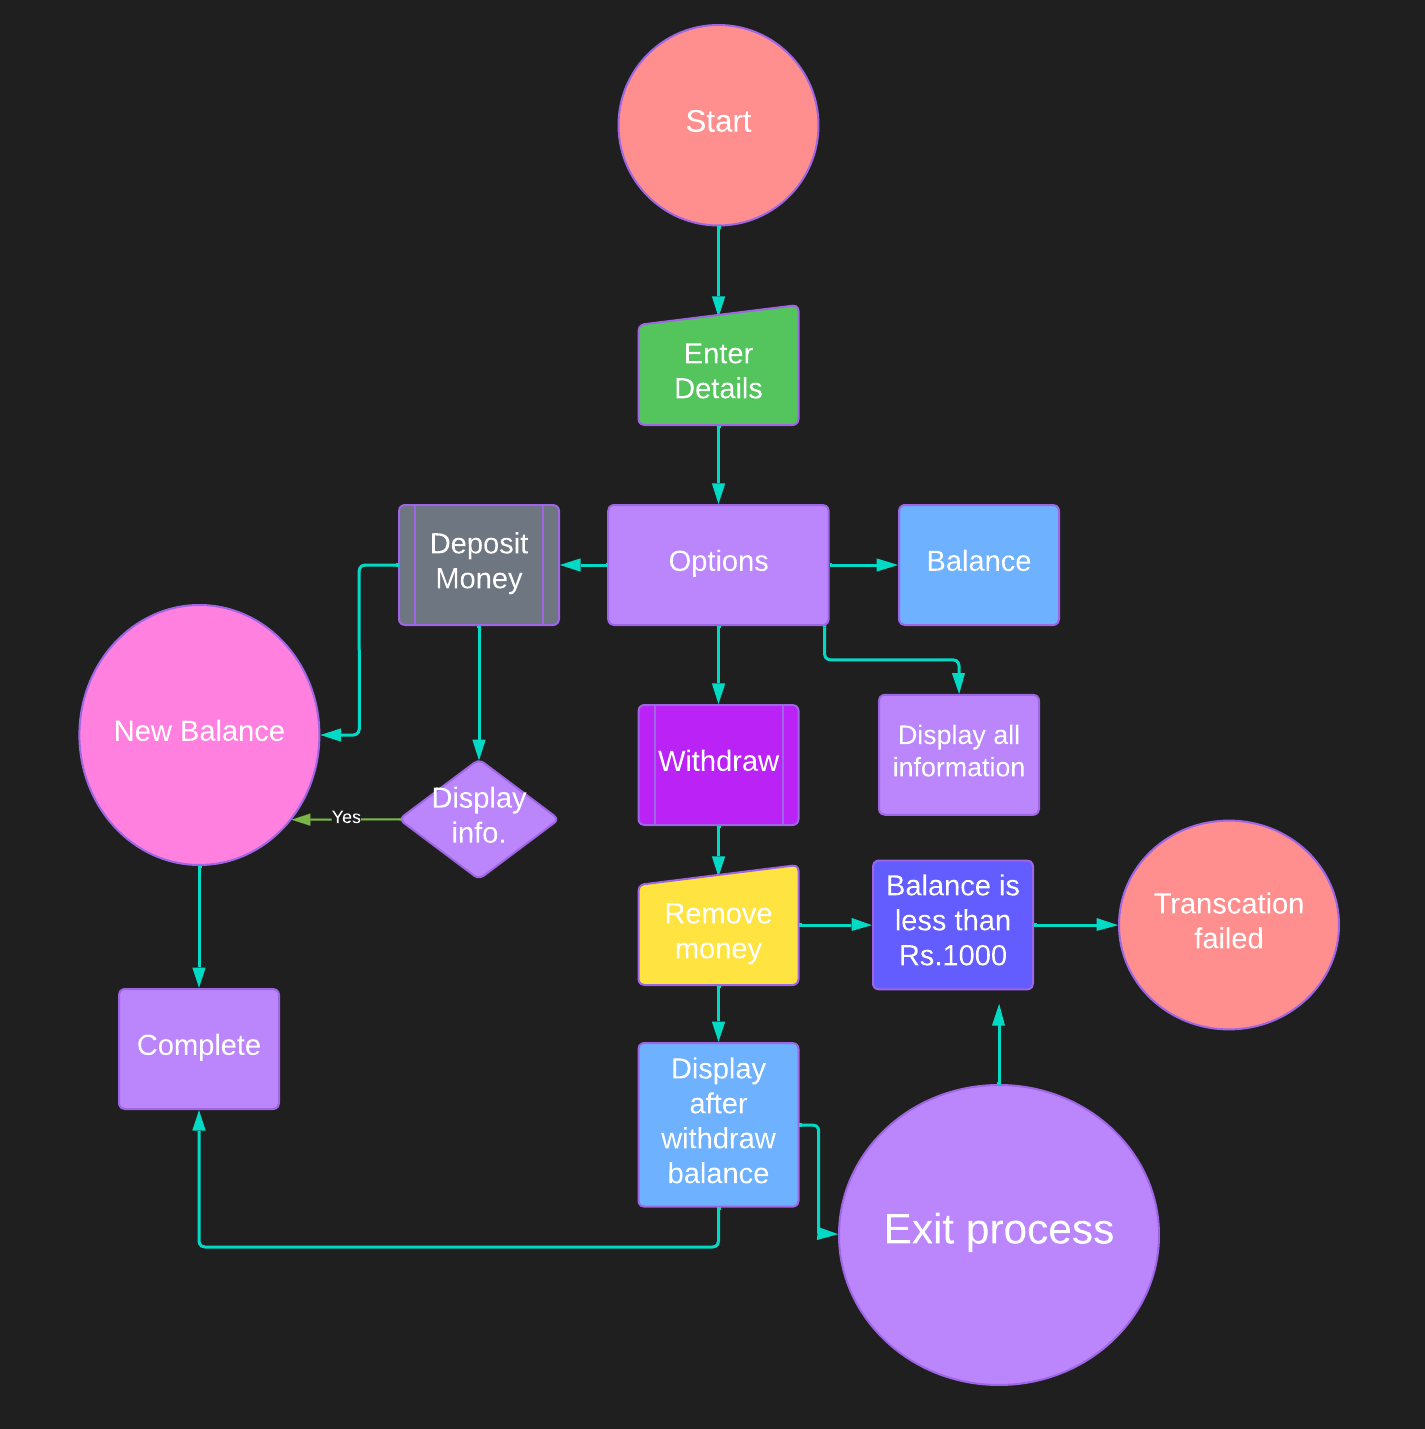 Start
Enter
Details
Deposit
Money
Options
Balance
New Balance
Display
info.
Yes
Withdraw
Display all
information
Remove
money
Balance is
less than
Rs.1000
Transcation
failed
Complete
Display
after
withdraw
balance
Exit process